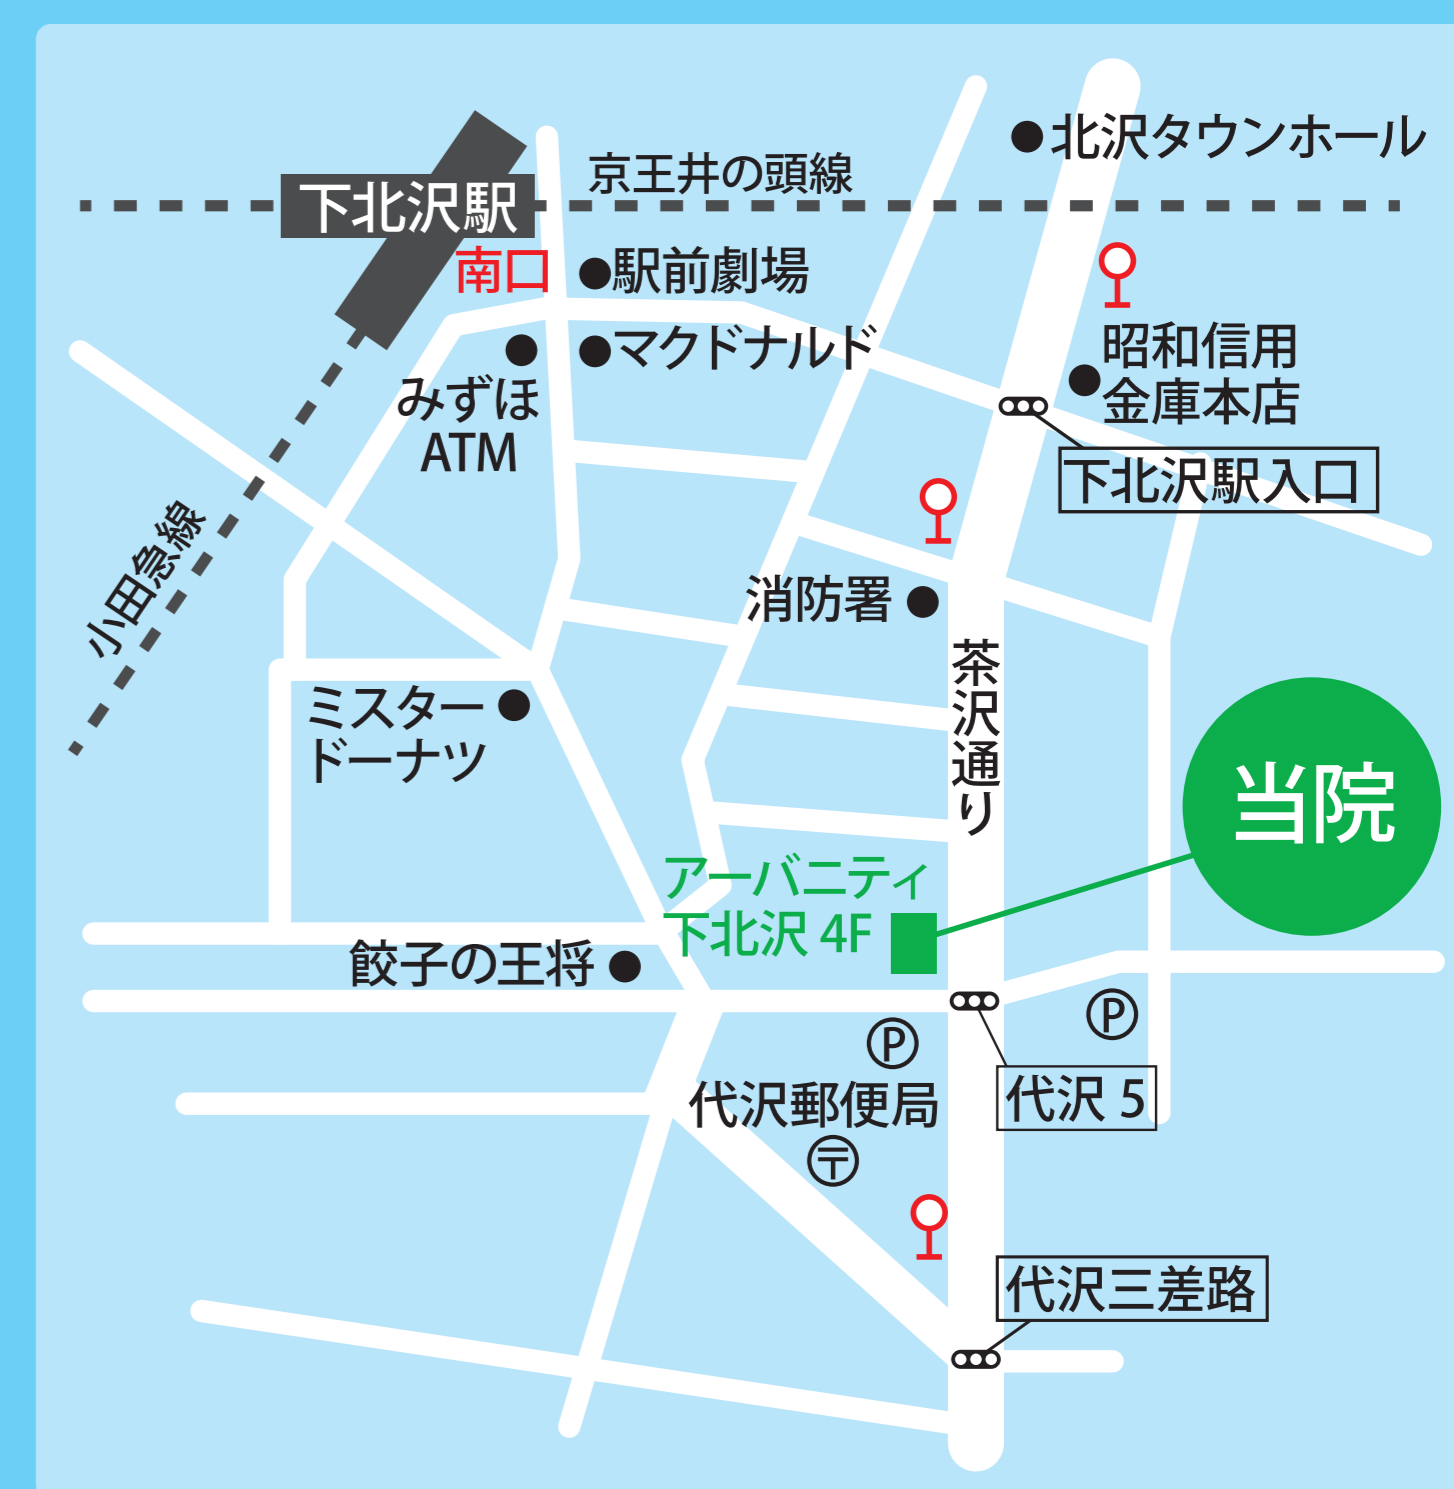 北沢タウンホール
京王井の頭線
下北沢駅
南口
駅前劇場
マクドナルド
みずほ
ATM
昭和信用
金庫本店
下北沢駅入口
小田急線
消防署
茶沢通り
ミスター
ドーナツ
当院
アーバニティ
下北沢 4F
餃子の王将
P
P
代沢郵便局
〒
代沢 5
代沢三差路